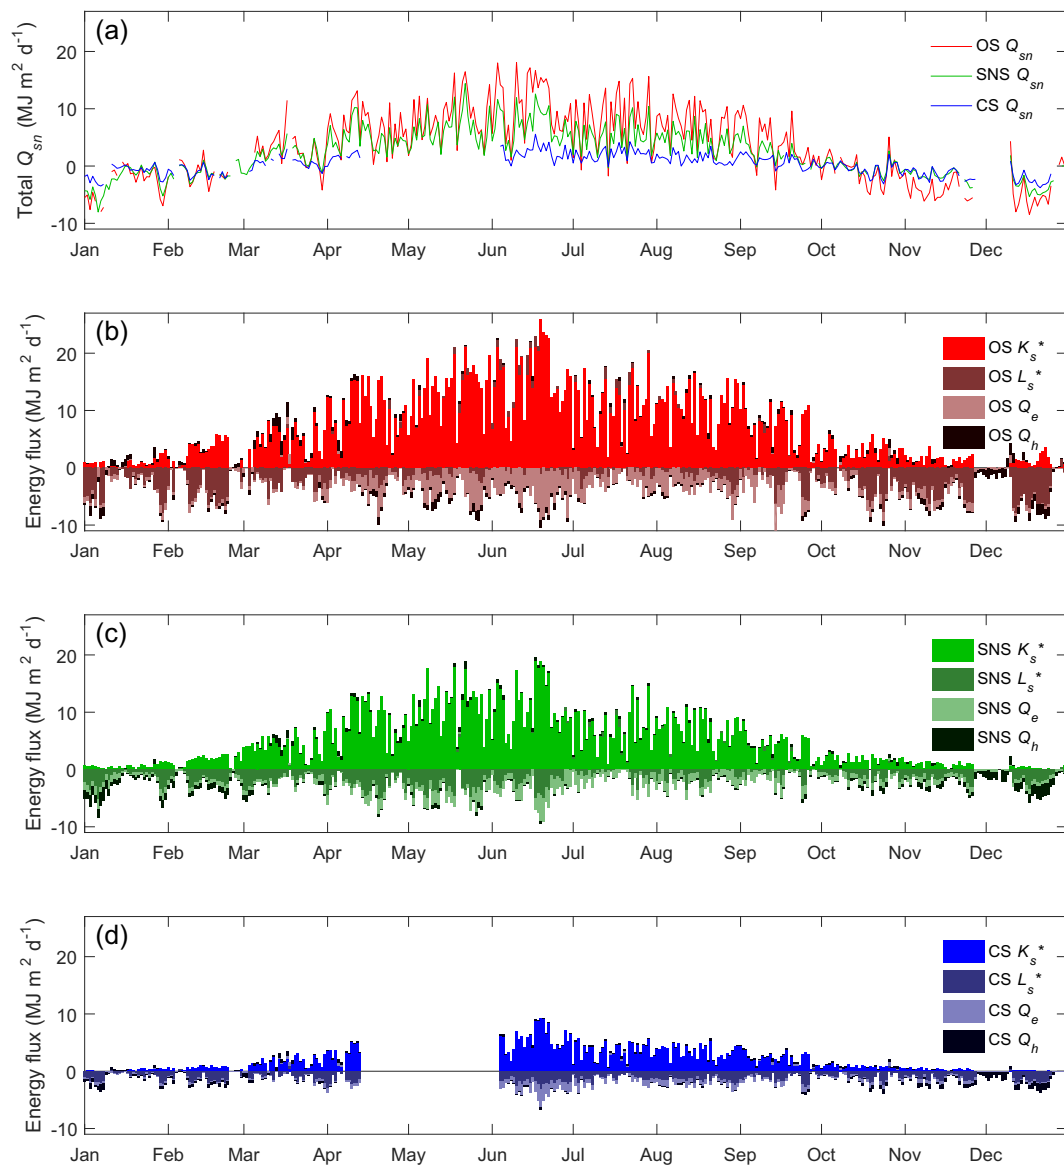 (a)
Total Q_sn (MJ m^2 d^-1)
20
10
0
-10
OS Q_sn
SNS Q_sn
CS Q_sn
Jan Feb Mar Apr May Jun Jul Aug Sep Oct Nov Dec
(b)
Energy flux (MJ m^2 d^-1)
20
10
0
-10
OS K_s*
OS L_s*
OS Q_e
OS Q_h
Jan Feb Mar Apr May Jun Jul Aug Sep Oct Nov Dec
(c)
Energy flux (MJ m^2 d^-1)
20
10
0
-10
SNS K_s*
SNS L_s*
SNS Q_e
SNS Q_h
Jan Feb Mar Apr May Jun Jul Aug Sep Oct Nov Dec
(d)
Energy flux (MJ m^2 d^-1)
20
10
0
-10
CS K_s*
CS L_s*
CS Q_e
CS Q_h
Jan Feb Mar Apr May Jun Jul Aug Sep Oct Nov Dec